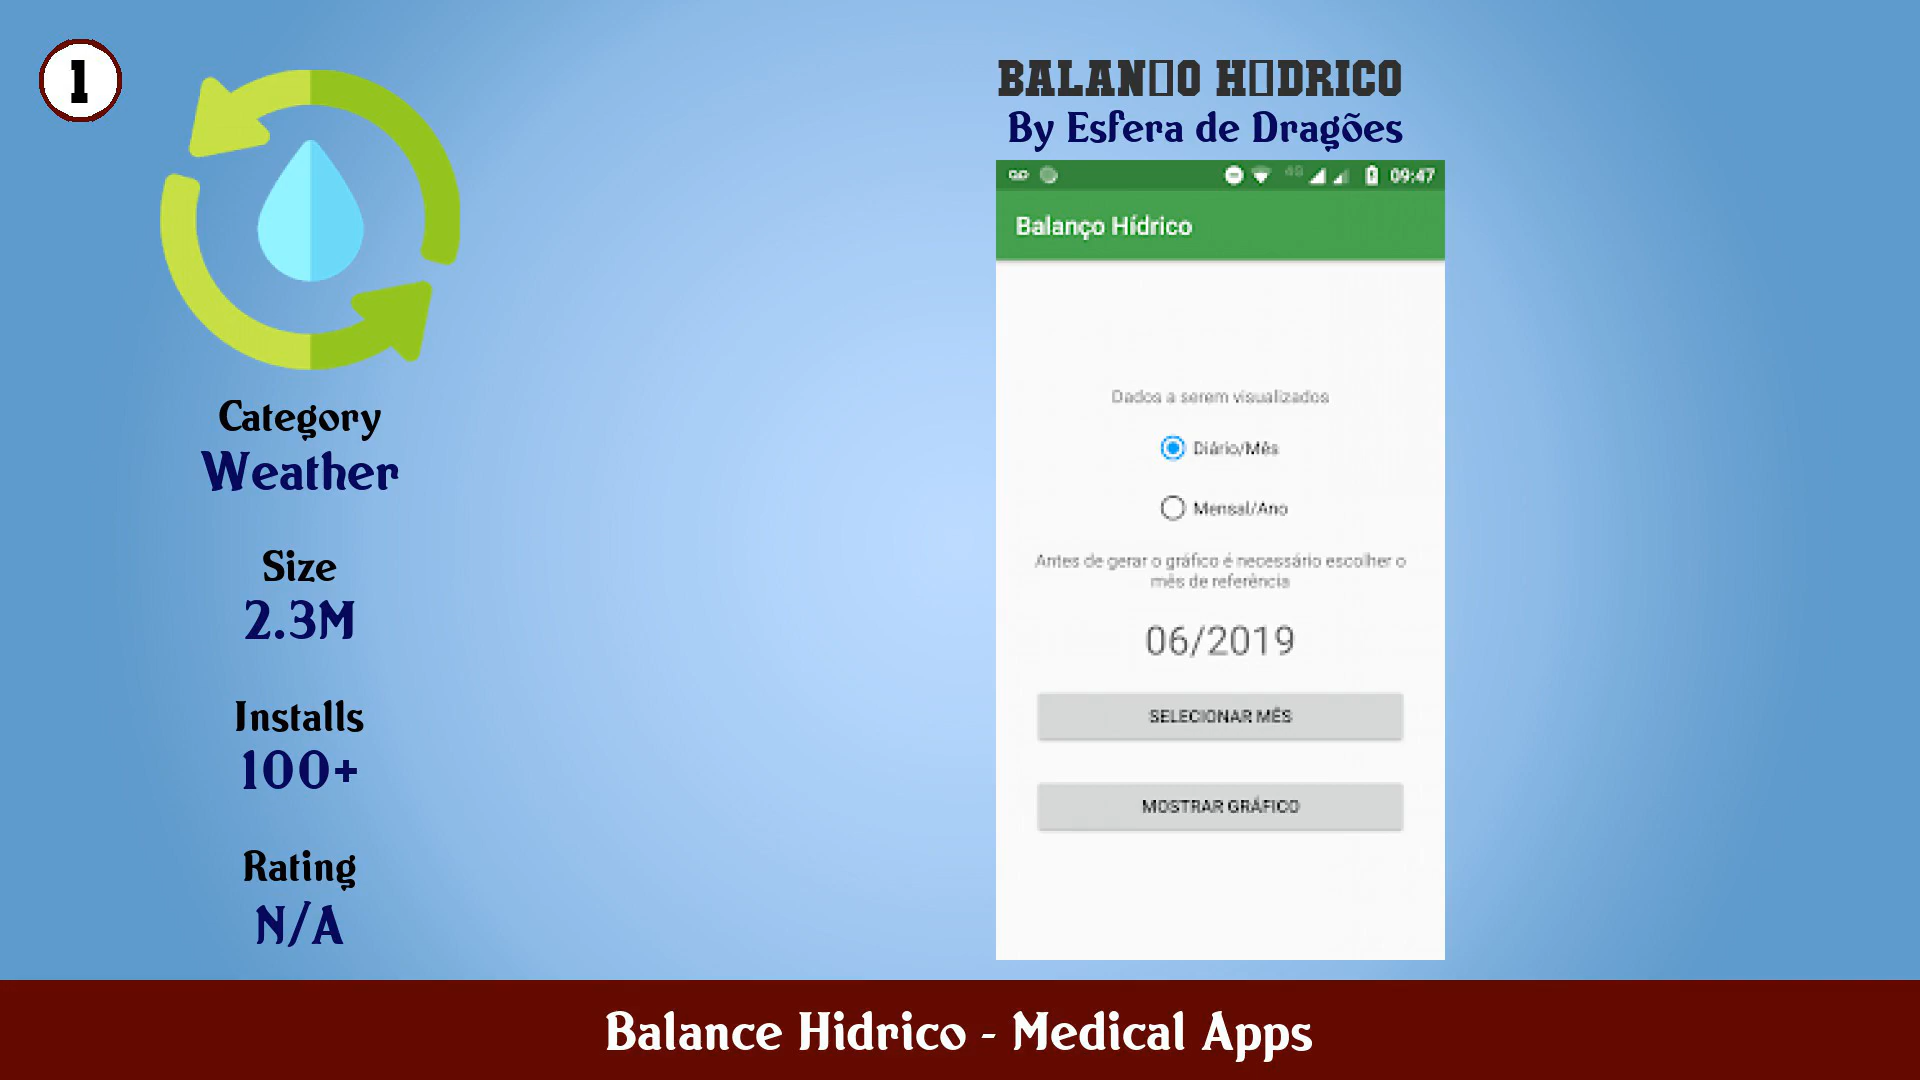 1
BALAN▯O H▯DRICO
By Esfera de Dragões
4G
09:47
Balanço Hídrico
Dados a serem visualizados
Diário/Mês
Mensal/Ano
Antes de gerar o gráfico é necessário escolher o
mês de referência
06/2019
SELECIONAR MÊS
MOSTRAR GRÁFICO
Category
Weather
Size
2.3M
Installs
100+
Rating
N/A
Balance Hidrico - Medical Apps